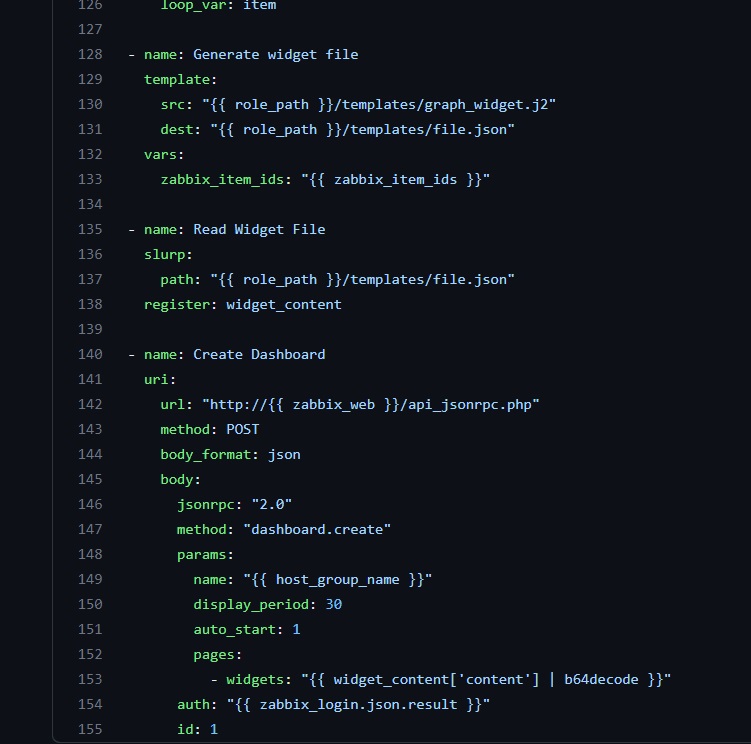 126 loop_var: item
127
128 - name: Generate widget file
129 template:
130 src: "{{ role_path }}/templates/graph_widget.j2"
131 dest: "{{ role_path }}/templates/file.json"
132 vars:
133 zabbix_item_ids: "{{ zabbix_item_ids }}"
134
135 - name: Read Widget File
136 slurp:
137 path: "{{ role_path }}/templates/file.json"
138 register: widget_content
139
140 - name: Create Dashboard
141 uri:
142 url: "http://{{ zabbix_web }}/api_jsonrpc.php"
143 method: POST
144 body_format: json
145 body:
146 jsonrpc: "2.0"
147 method: "dashboard.create"
148 params:
149 name: "{{ host_group_name }}"
150 display_period: 30
151 auto_start: 1
152 pages:
153 - widgets: "{{ widget_content['content'] | b64decode }}"
154 auth: "{{ zabbix_login.json.result }}"
155 id: 1